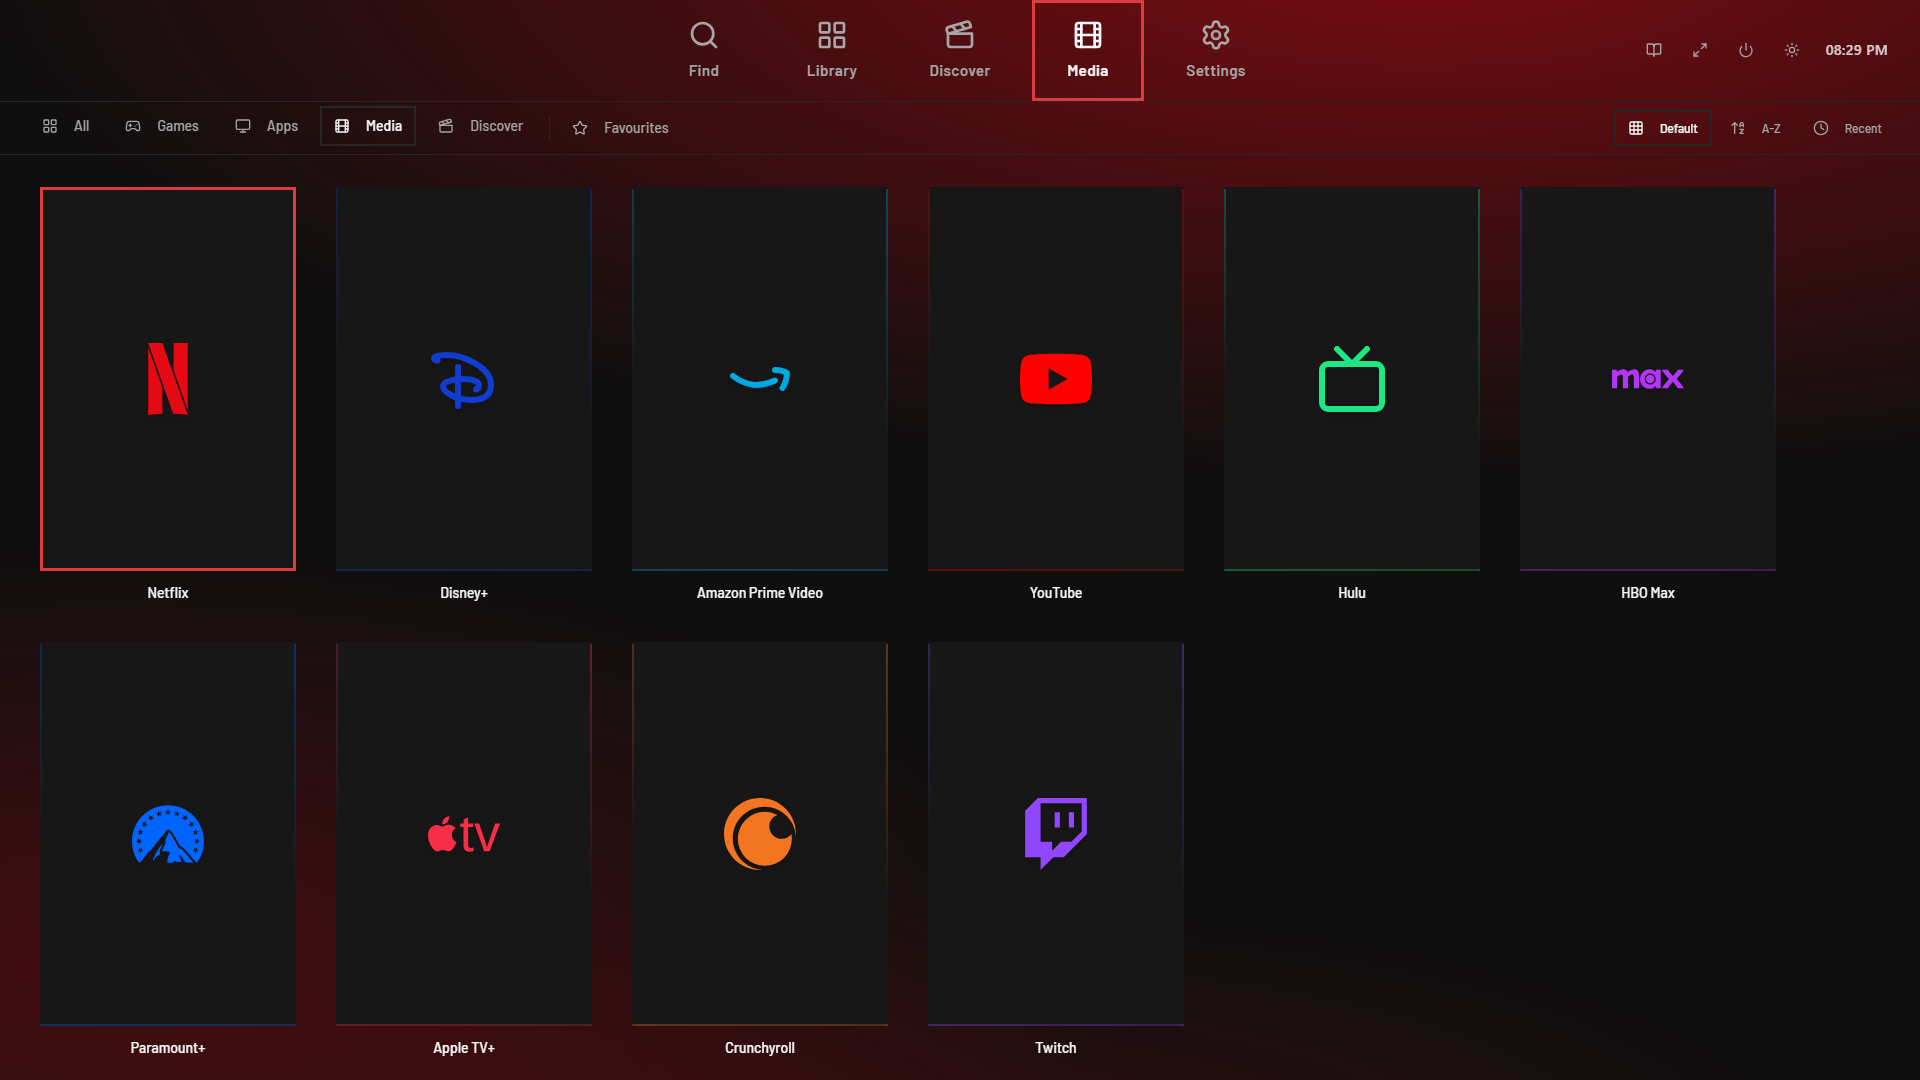 Find
Library
Discover
Media
Settings
08:29 PM
All
Games
Apps
Media
Discover
Favourites
Default
A-Z
Recent
max
Netflix
Disney+
Amazon Prime Video
YouTube
Hulu
HBO Max
tv
Paramount+
Apple TV+
Crunchyroll
Twitch